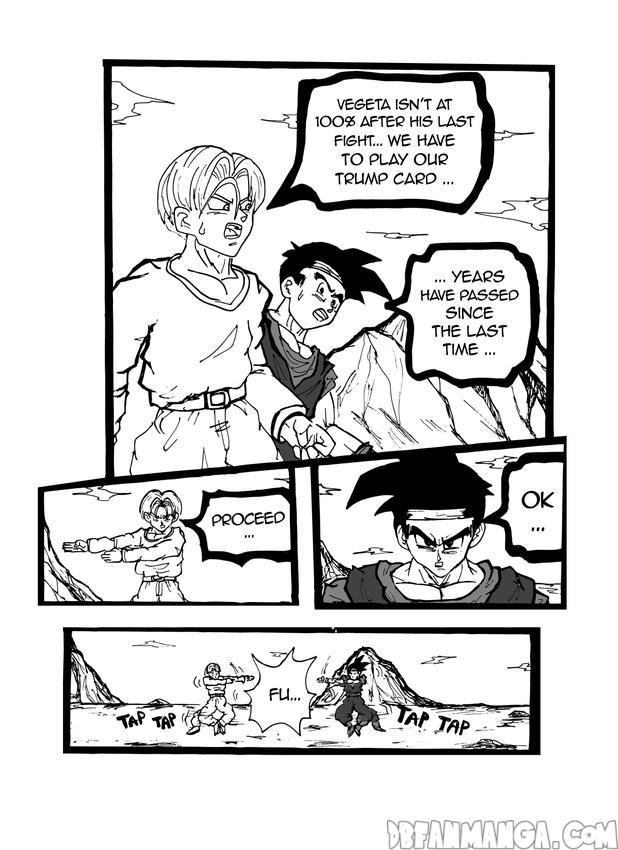 VEGETA ISN'T AT
100% AFTER HIS LAST
FIGHT... WE HAVE
TO PLAY OUR
TRUMP CARD ...
... YEARS
HAVE PASSED
SINCE
THE LAST
TIME ...
PROCEED
...
OK
...
FU...
TAP TAP
TAP TAP
DBFANMANGA.COM